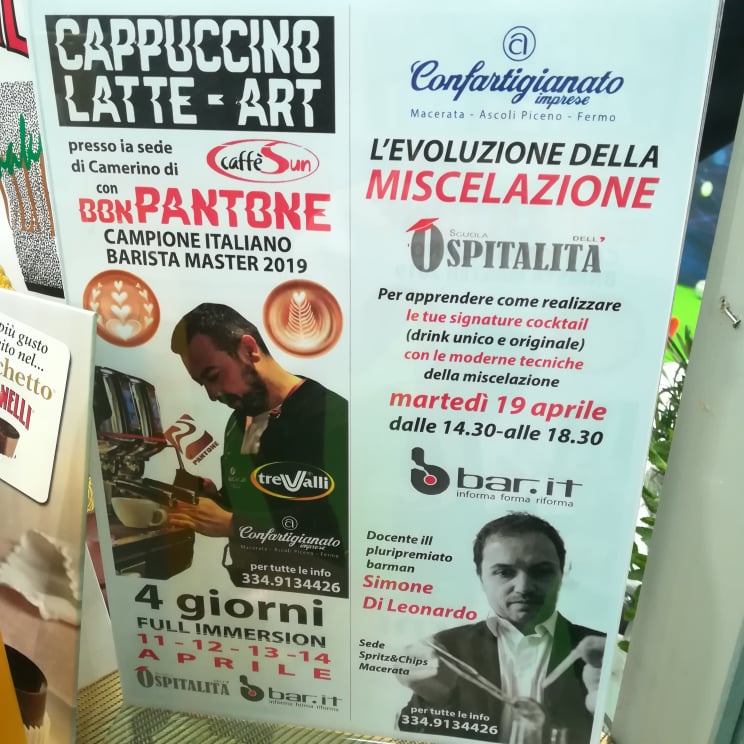 CAPPUCCINO
LATTE - ART
presso la sede
di Camerino di
caffè Sun
con
DON PANTONE
CAMPIONE ITALIANO
BARISTA MASTER 2019
PANTONE
treValli
a
Confartigianato
imprese
Macerata - Ascoli Piceno - Fermo
per tutte le info
334.9134426
4 giorni
FULL IMMERSION
11 - 12 - 13 -14
APRILE
OSPITALITÀ
bar.it
informa forma riforma
a
Confartigianato
imprese
Macerata - Ascoli Piceno - Fermo
L'EVOLUZIONE DELLA
MISCELAZIONE
SCUOLA DELL'
OSPITALITÀ
Per apprendere come realizzare
le tue signature cocktail
(drink unico e originale)
con le moderne tecniche
della miscelazione
martedì 19 aprile
dalle 14.30-alle 18.30
bar.it
informa forma riforma
Docente ill
pluripremiato
barman
Simone
Di Leonardo
Sede
Spritz&Chips
Macerata
per tutte le info
334.9134426
più gusto
nel...